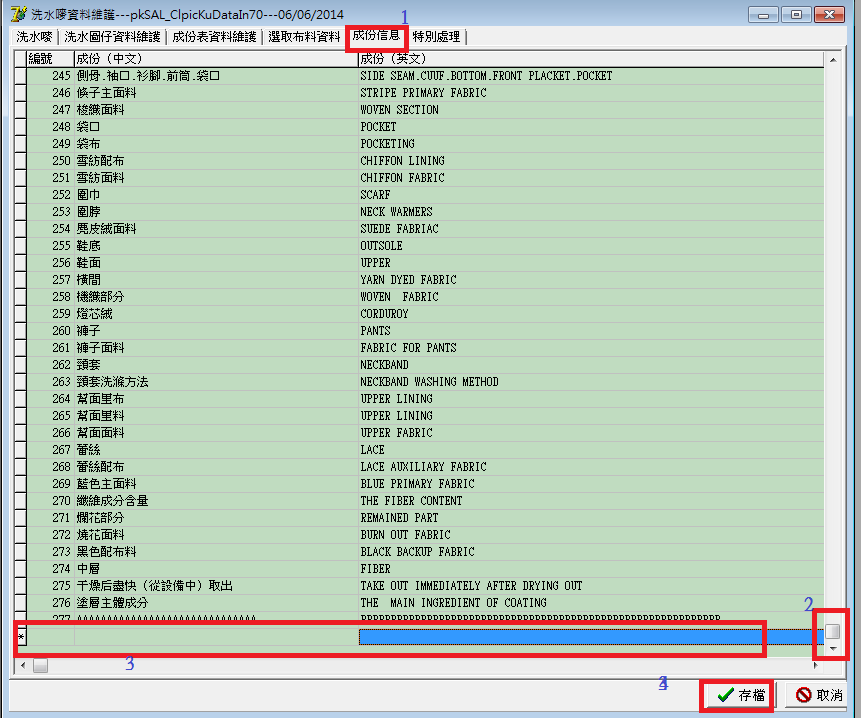 洗水嘜資料維護---pkSAL_ClpicKuDataIn70---06/06/2014
1
洗水嘜 洗水圖仔資料維護 成份表資料維護 選取布料資料 成份信息 特別處理
編號 成份（中文） 成份（英文）
245 側骨.袖口.衫腳.前筒.袋口 SIDE SEAM.CUUF.BOTTOM.FRONT PLACKET.POCKET
246 條子主面料 STRIPE PRIMARY FABRIC
247 梭織面料 WOVEN SECTION
248 袋口 POCKET
249 袋布 POCKETING
250 雪紡配布 CHIFFON LINING
251 雪紡面料 CHIFFON FABRIC
252 圍巾 SCARF
253 圍脖 NECK WARMERS
254 麂皮絨面料 SUEDE FABRIAC
255 鞋底 OUTSOLE
256 鞋面 UPPER
257 橫間 YARN DYED FABRIC
258 機織部分 WOVEN  FABRIC
259 燈芯絨 CORDUROY
260 褲子 PANTS
261 褲子面料 FABRIC FOR PANTS
262 頸套 NECKBAND
263 頸套洗滌方法 NECKBAND WASHING METHOD
264 幫面里布 UPPER LINING
265 幫面里料 UPPER LINING
266 幫面面料 UPPER FABRIC
267 蕾絲 LACE
268 蕾絲配布 LACE AUXILIARY FABRIC
269 藍色主面料 BLUE PRIMARY FABRIC
270 纖維成分含量 THE FIBER CONTENT
271 爛花部分 REMAINED PART
272 燒花面料 BURN OUT FABRIC
273 黑色配布料 BLACK BACKUP FABRIC
274 中層 FIBER
275 干燥后盡快（從設備中）取出 TAKE OUT IMMEDIATELY AFTER DRYING OUT
276 塗層主體成分 THE  MAIN INGREDIENT OF COATING
277
2
*
3
存檔 取消